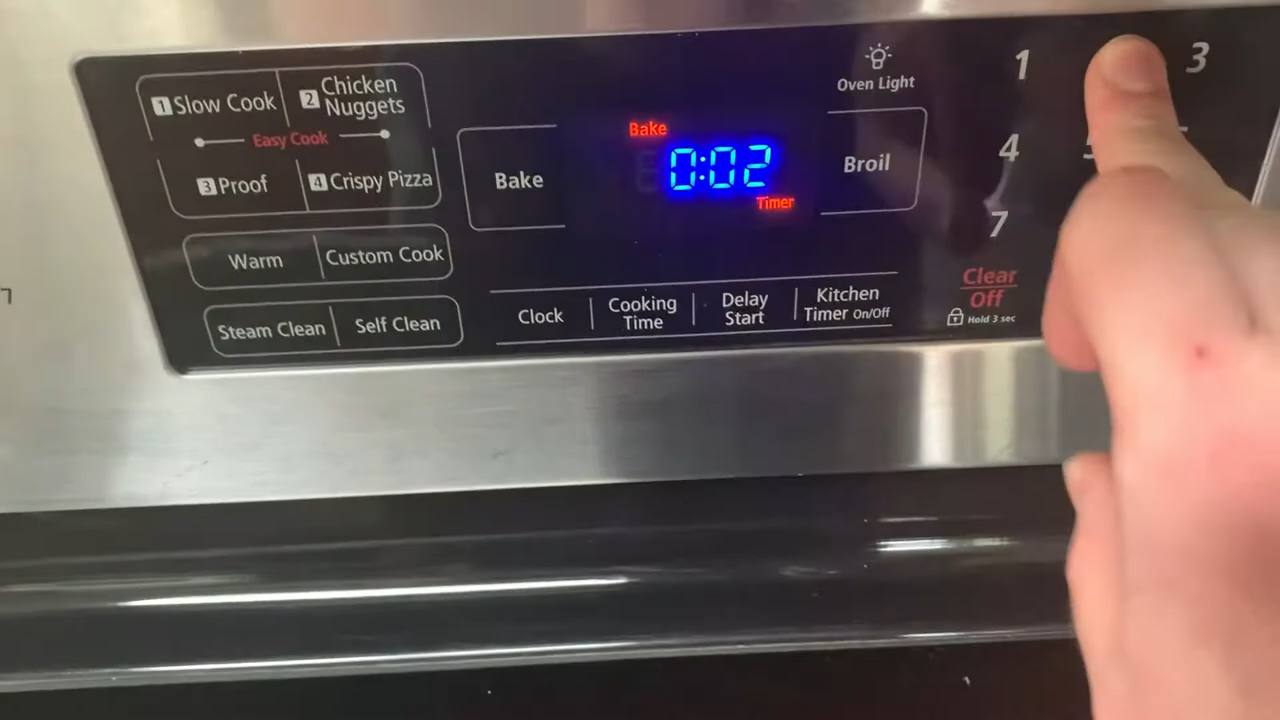 1 Slow Cook
2 Chicken
Nuggets
Easy Cook
3 Proof
4 Crispy Pizza
Warm
Custom Cook
Steam Clean
Self Clean
Bake
Bake
0:02
Timer
Oven Light
Broil
Clock
Cooking
Time
Delay
Start
Kitchen
Timer On/Off
1
3
4
7
Clear
Off
Hold 3 sec